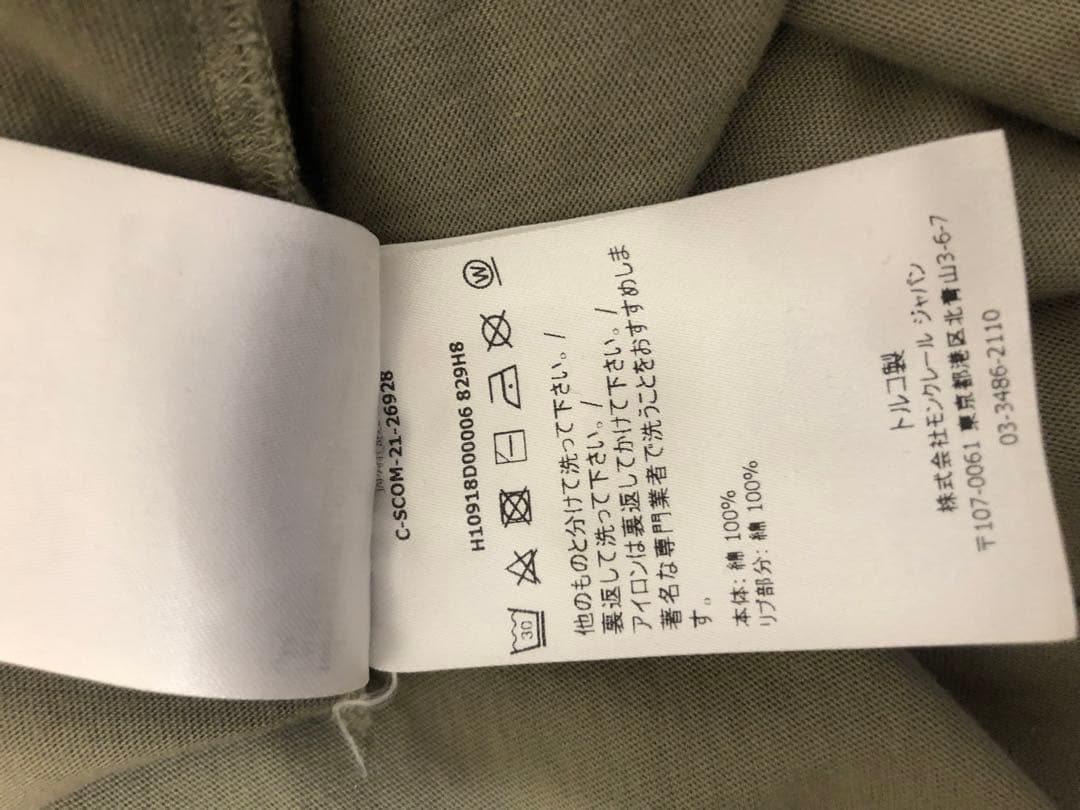 C-SCOM-21-26928
H10918D00006 829H8
30
W
他のものと分けて洗って下さい。/
裏返して洗って下さい。/
アイロンは裏返してかけて下さい。/
著名な専門業者で洗うことをおすすめしま
す。
本体: 綿 100%
リブ部分: 綿 100%
トルコ製
株式会社モンクレール ジャパン
〒107-0061 東京都港区北青山3-6-7
03-3486-2110